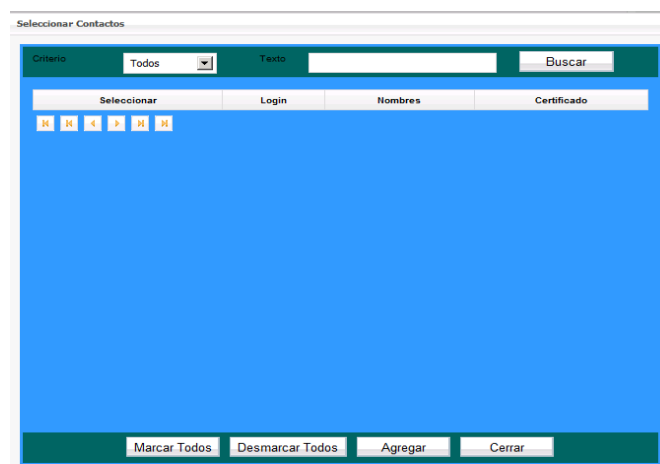 Seleccionar Contactos
Criterio Todos Texto Buscar
Seleccionar Login Nombres Certificado
Marcar Todos Desmarcar Todos Agregar Cerrar